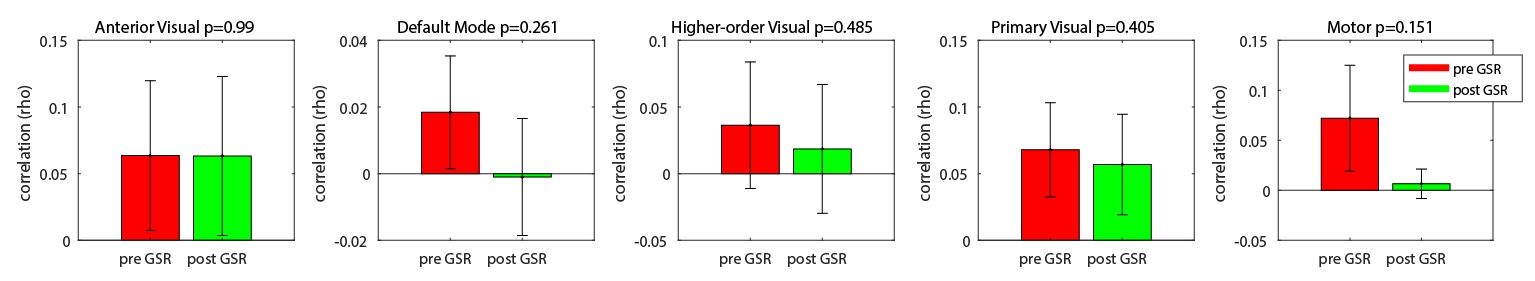 Anterior Visual p=0.99
correlation (rho)
0.15
0.1
0.05
0
pre GSR post GSR
Default Mode p=0.261
correlation (rho)
0.04
0.02
0
-0.02
pre GSR post GSR
Higher-order Visual p=0.485
correlation (rho)
0.1
0.05
0
-0.05
pre GSR post GSR
Primary Visual p=0.405
correlation (rho)
0.15
0.1
0.05
0
pre GSR post GSR
Motor p=0.151
correlation (rho)
0.15
0.1
0.05
0
-0.05
pre GSR post GSR
pre GSR
post GSR